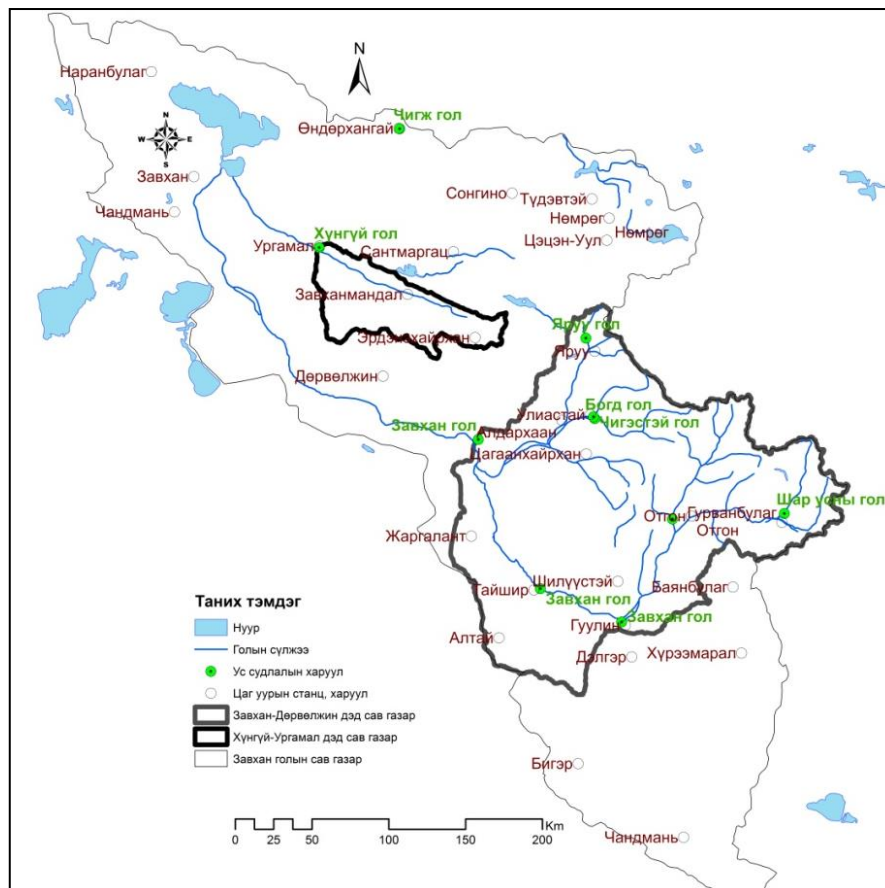 Наранбулаг
N
Чигж гол
Өндөрхангай
N
W E
S
Завхан
Чандмань
Сонгино
Түдэвтэй
Нөмрөг
Нөмрөг
Цэцэн-Уул
Хүнгүй гол
Ургамал
Сантмаргац
Завханмандал
Эрдэнэхайрхан
Яруу гол
Яруу
Дөрвөлжин
Богд гол
Улиастай
Чигэстэй гол
Завхан гол
Алдархаан
Цагаанхайрхан
Шар усны гол
Отгон
Гурванбулаг
Отгон
Жаргалант
Шилүүстэй
Тайшир
Завхан гол
Баянбулаг
Завхан гол
Гуулин
Алтай
Дэлгэр
Хүрээмарал
Бигэр
Чандмань
Таних тэмдэг
Нуур
Голын сүлжээ
Ус судлалын харуул
Цаг уурын станц, харуул
Завхан-Дөрвөлжин дэд сав газар
Хүнгүй-Ургамал дэд сав газар
Завхан голын сав газар
Km
0 25 50 100 150 200